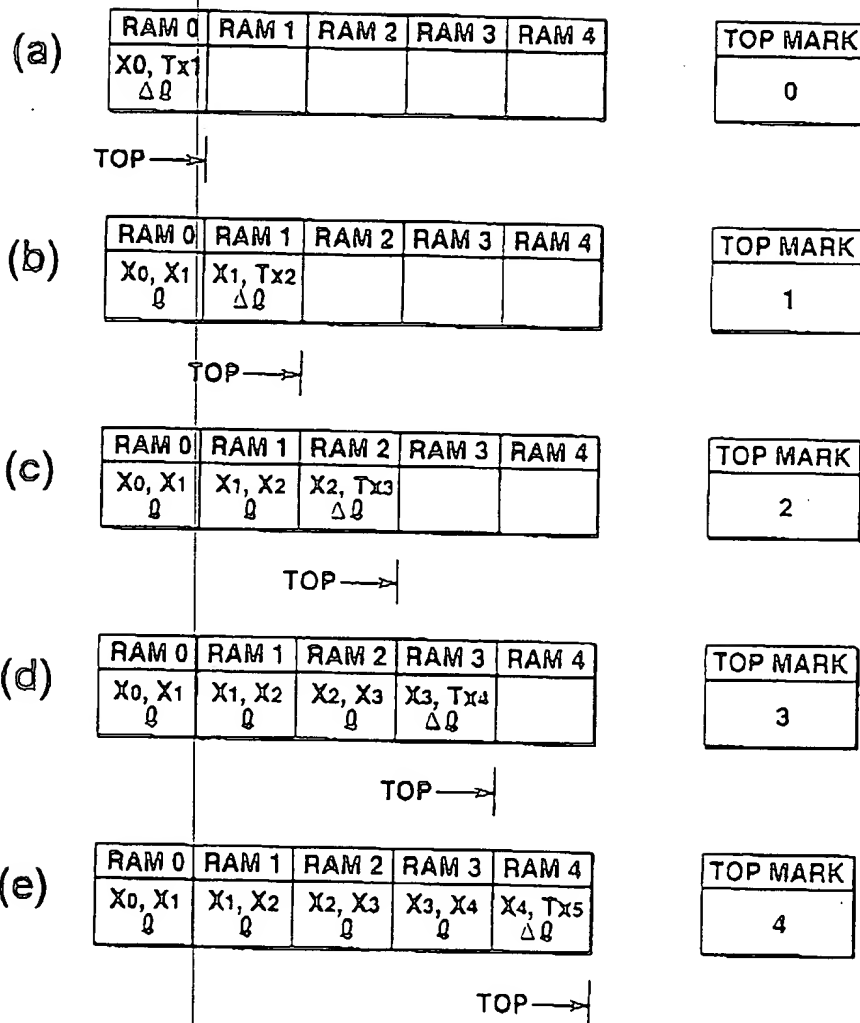 (a)
RAM 0 RAM 1 RAM 2 RAM 3 RAM 4 TOP MARK
X0, Tx1 0
Δℓ
TOP
(b)
RAM 0 RAM 1 RAM 2 RAM 3 RAM 4 TOP MARK
X0, X1 X1, Tx2 1
ℓ Δℓ
TOP
(c)
RAM 0 RAM 1 RAM 2 RAM 3 RAM 4 TOP MARK
X0, X1 X1, X2 X2, Tx3 2
ℓ ℓ Δℓ
TOP
(d)
RAM 0 RAM 1 RAM 2 RAM 3 RAM 4 TOP MARK
X0, X1 X1, X2 X2, X3 X3, Tx4 3
ℓ ℓ ℓ Δℓ
TOP
(e)
RAM 0 RAM 1 RAM 2 RAM 3 RAM 4 TOP MARK
X0, X1 X1, X2 X2, X3 X3, X4 X4, Tx5 4
ℓ ℓ ℓ ℓ Δℓ
TOP